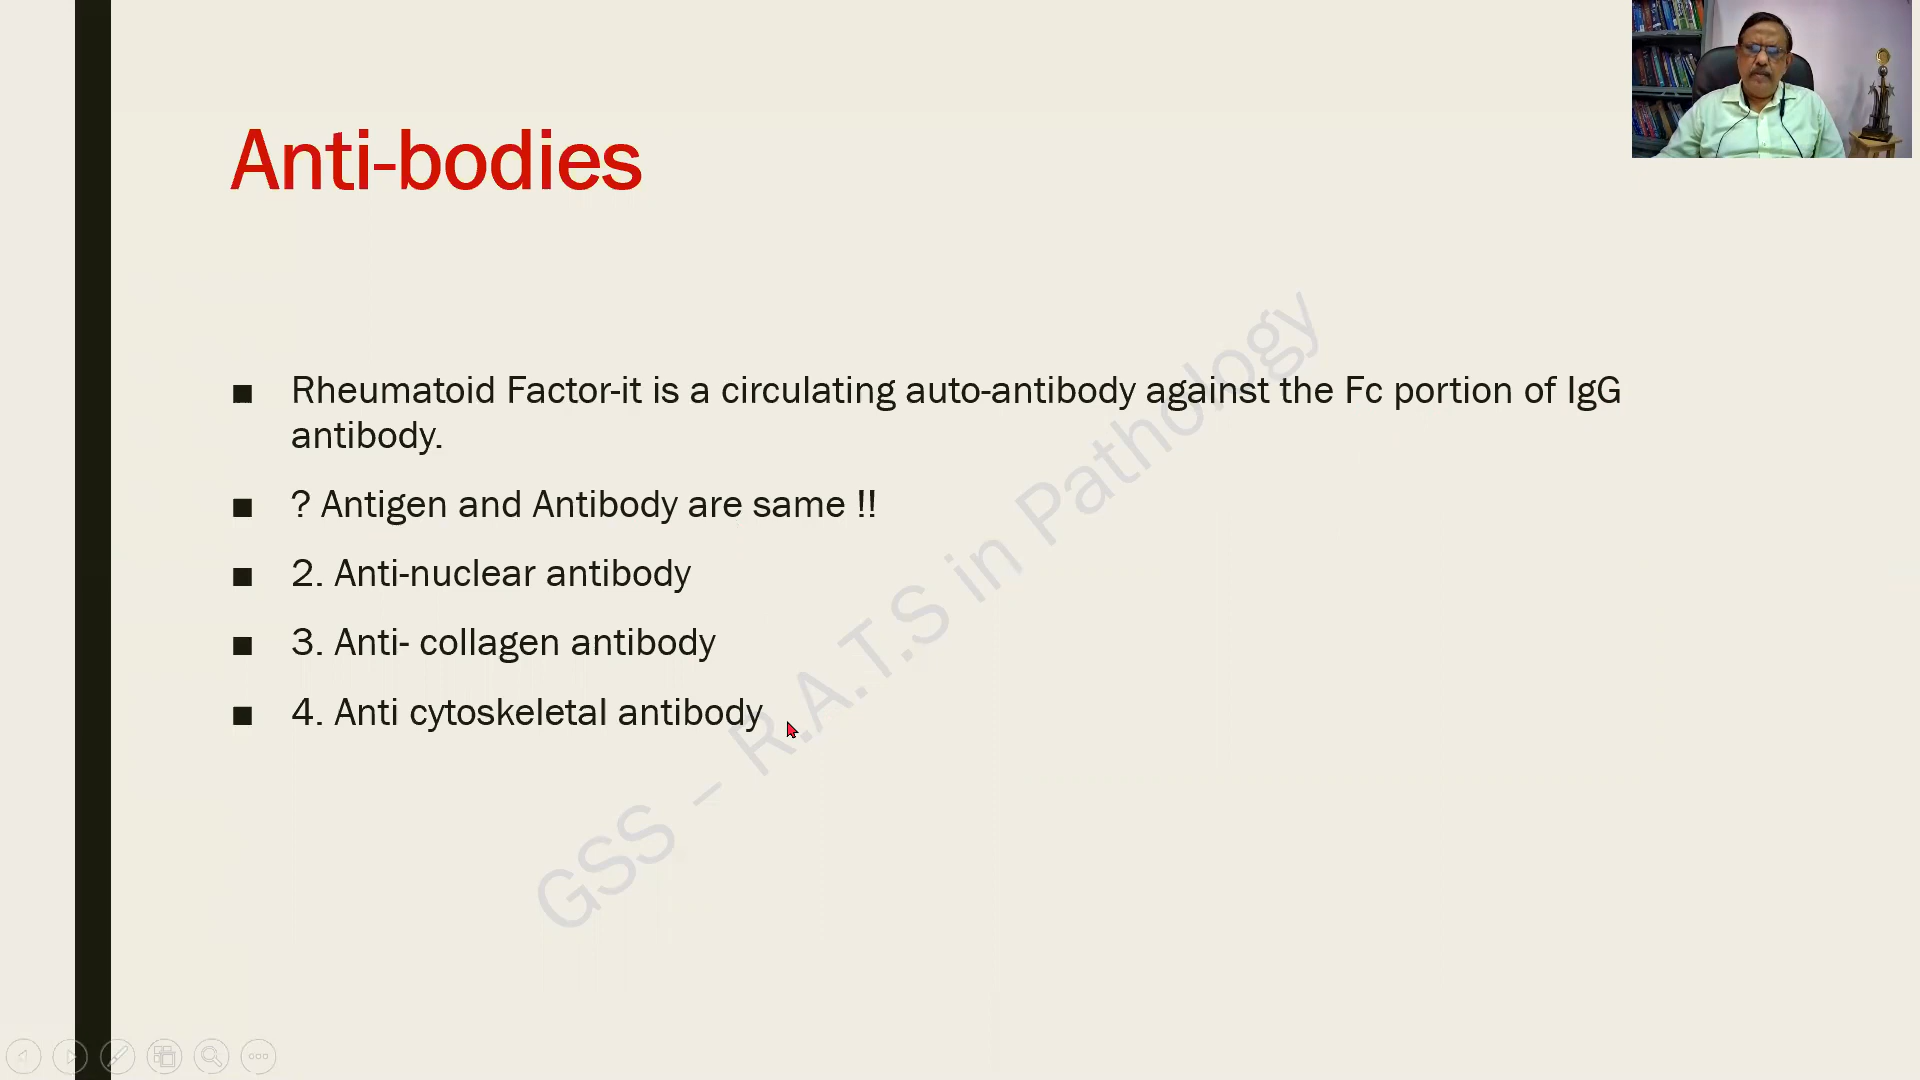 Anti-bodies
Rheumatoid Factor-it is a circulating auto-antibody against the Fc portion of IgG
antibody.
? Antigen and Antibody are same !!
2. Anti-nuclear antibody
3. Anti- collagen antibody
4. Anti cytoskeletal antibody
GSS – R.A.T.S in Pathology